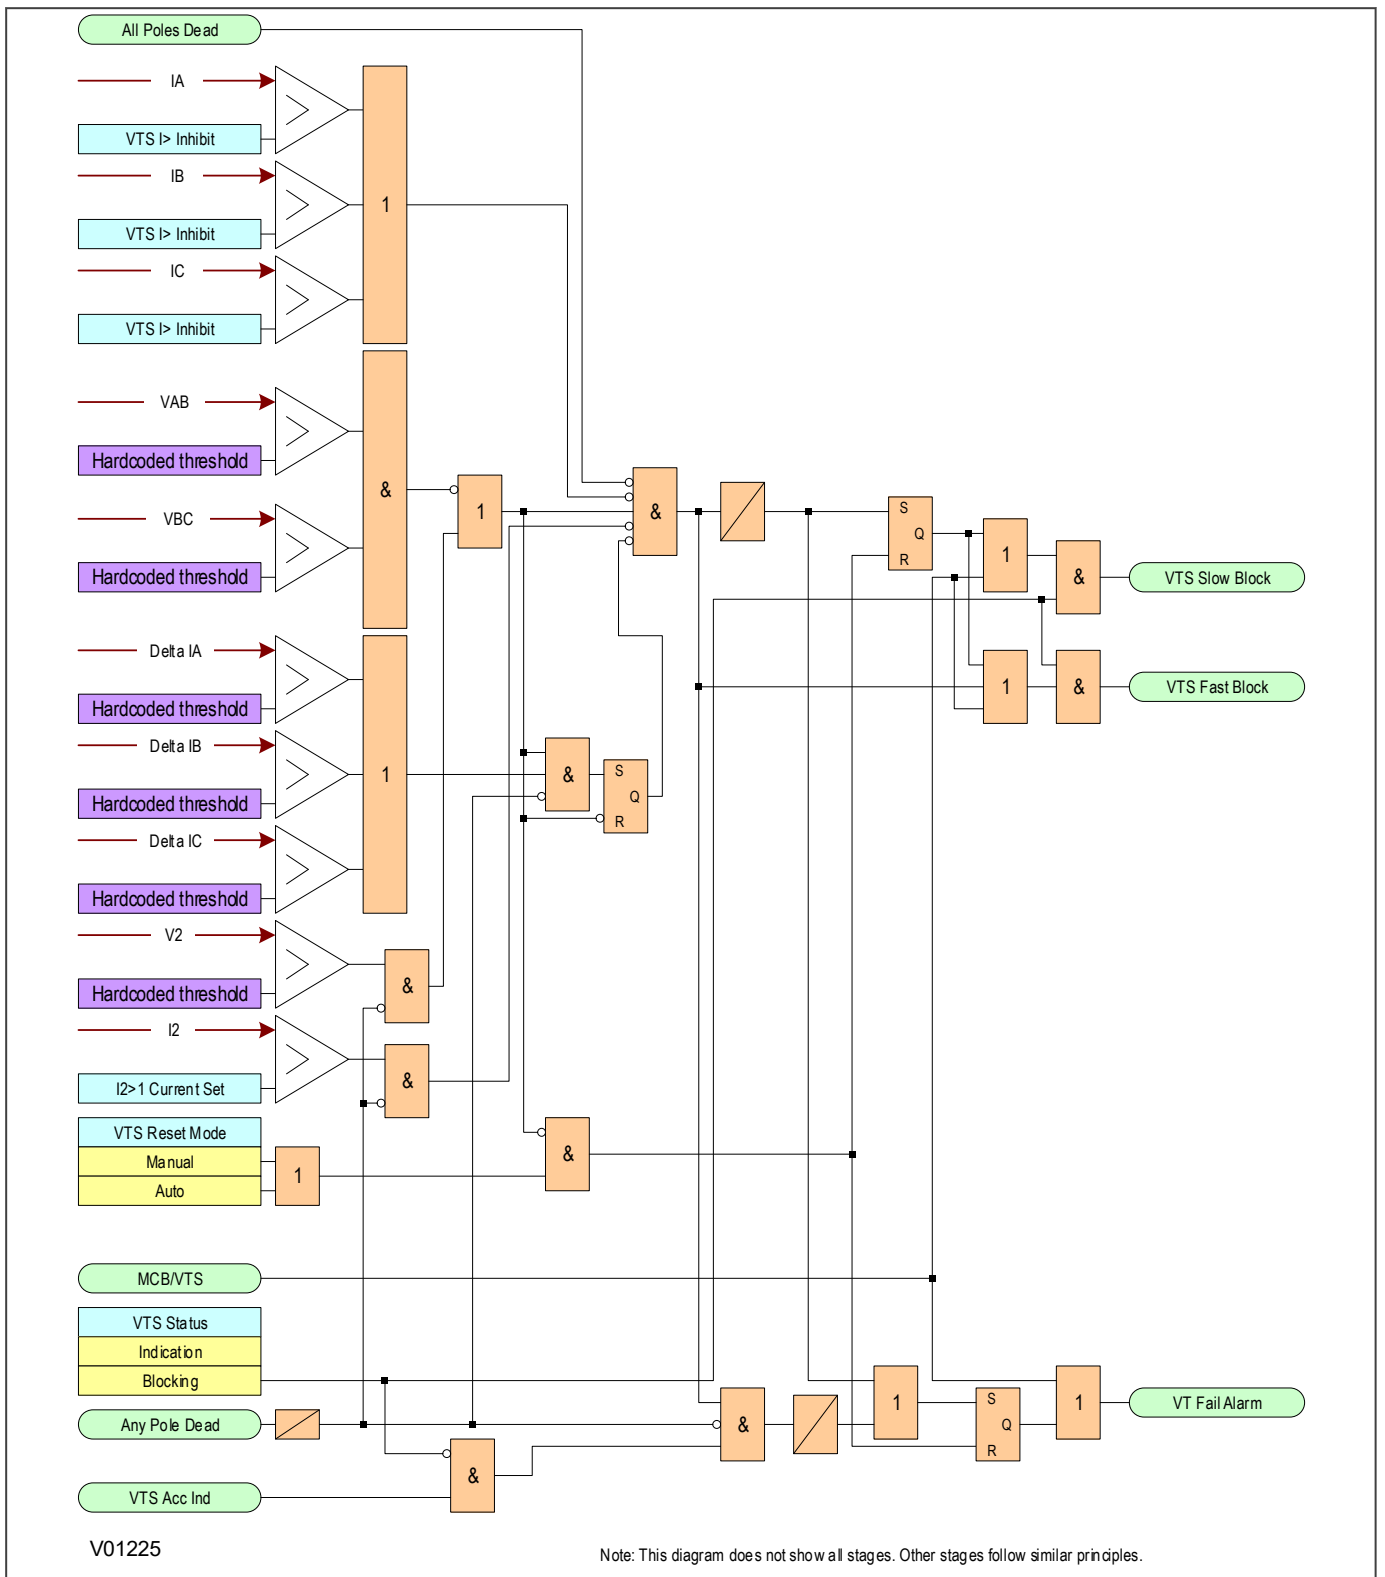 All Poles Dead
IA
VTS I> Inhibit
IB
VTS I> Inhibit
1
IC
VTS I> Inhibit
VAB
Hardcoded threshold
&
1
&
S
Q
R
1
VBC
Hardcoded threshold
&
VTS Slow Block
Delta IA
Hardcoded threshold
1
&
VTS Fast Block
Delta IB
Hardcoded threshold
1
&
S
Q
R
Delta IC
Hardcoded threshold
V2
Hardcoded threshold
&
I2
I2>1 Current Set
&
VTS Reset Mode
Manual
Auto
1
&
MCB/VTS
VTS Status
Indication
Blocking
Any Pole Dead
&
1
S
Q
R
1
VT Fail Alarm
&
VTS Acc Ind
V01225
Note: This diagram does not show all stages. Other stages follow similar principles.